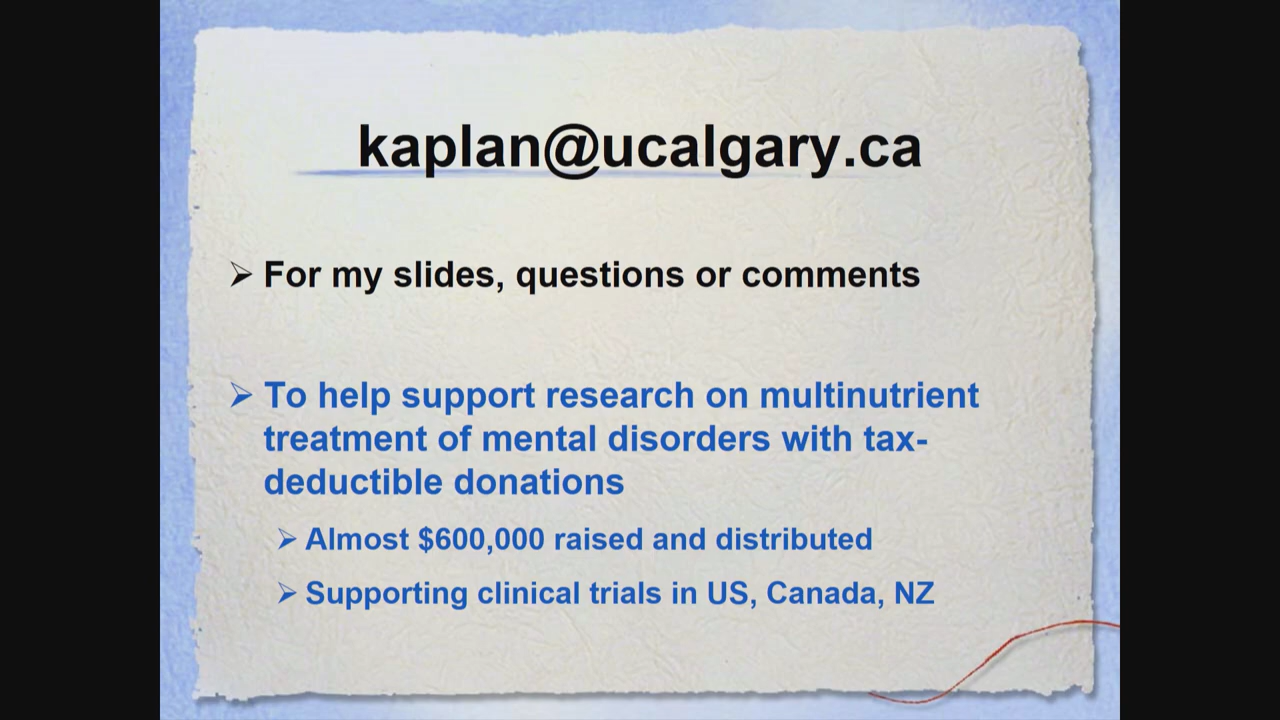 kaplan@ucalgary.ca
➢ For my slides, questions or comments
➢ To help support research on multinutrient
treatment of mental disorders with tax-
deductible donations
➢ Almost $600,000 raised and distributed
➢ Supporting clinical trials in US, Canada, NZ